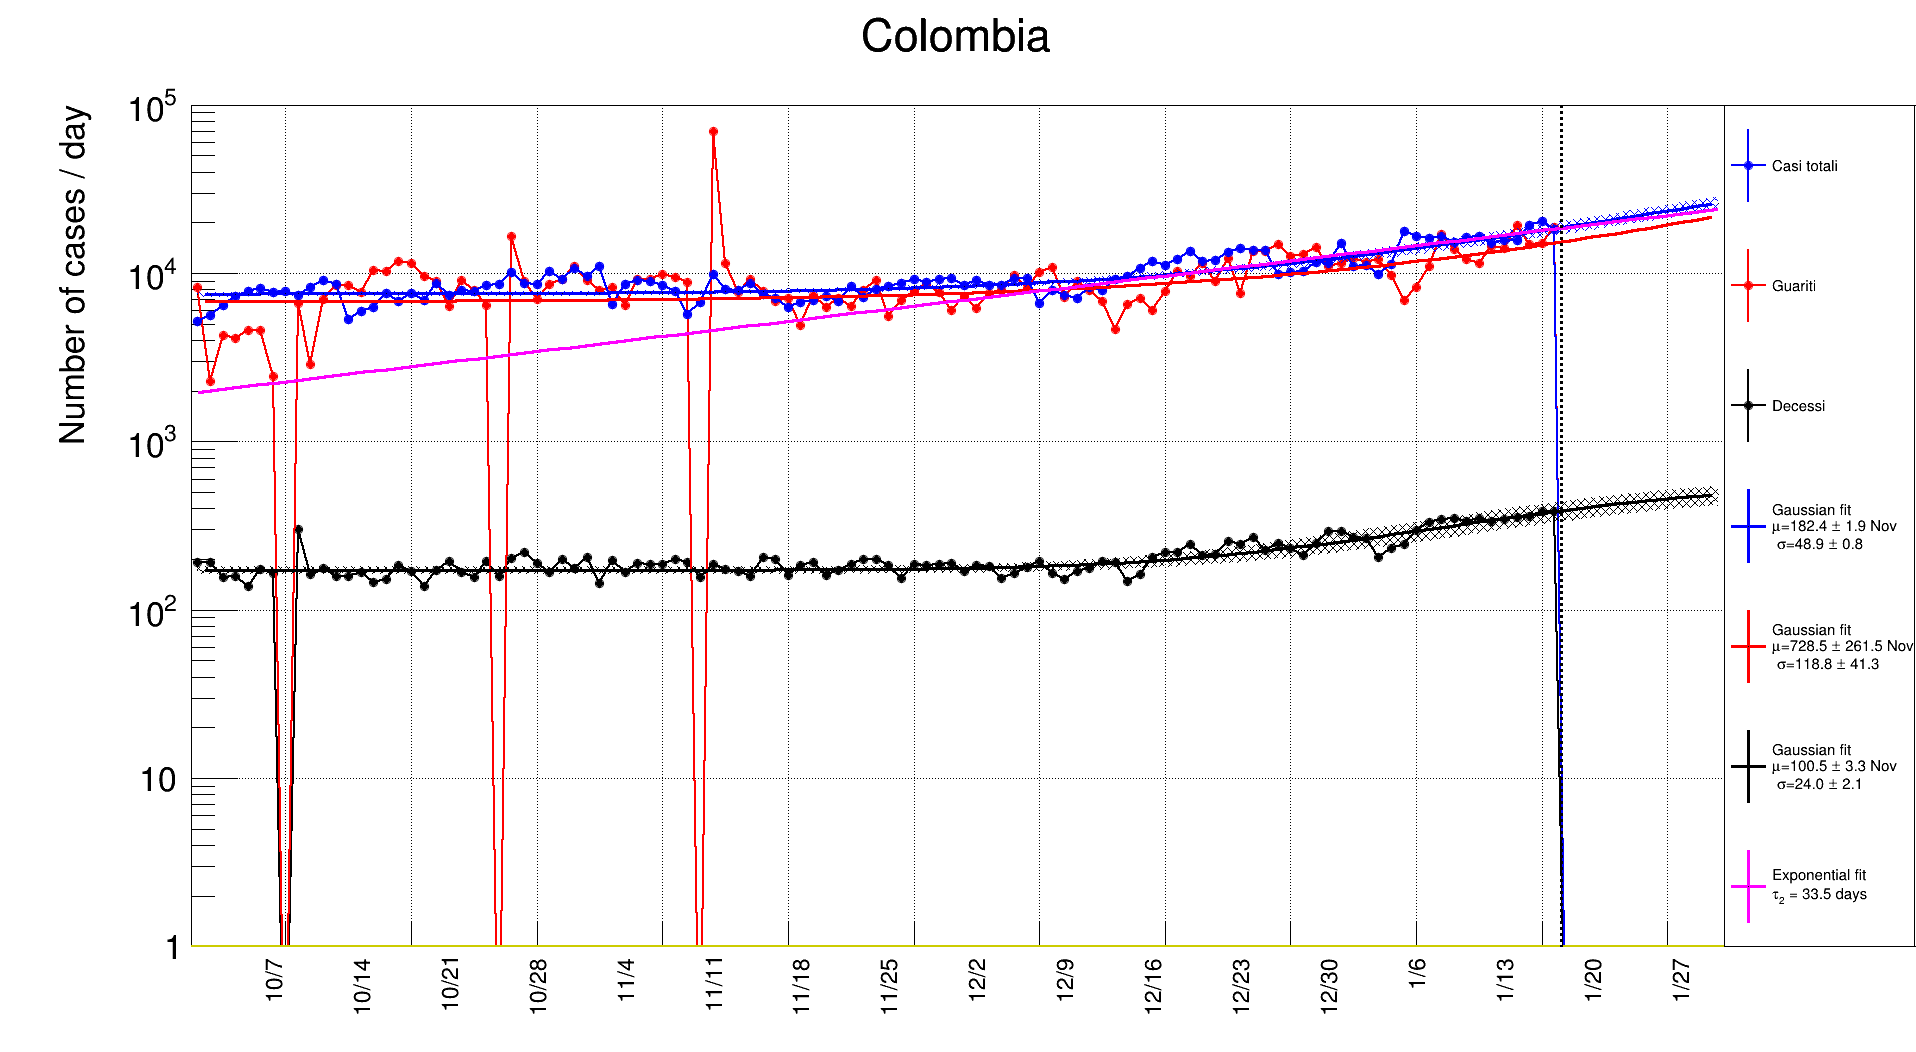 Colombia
Number of cases / day
10^5
10^4
10^3
10^2
10
1
10/7
10/14
10/21
10/28
11/4
11/11
11/18
11/25
12/2
12/9
12/16
12/23
12/30
1/6
1/13
1/20
1/27
Casi totali
Guariti
Decessi
Gaussian fit
μ=182.4 ± 1.9 Nov
σ=48.9 ± 0.8
Gaussian fit
μ=728.5 ± 261.5 Nov
σ=118.8 ± 41.3
Gaussian fit
μ=100.5 ± 3.3 Nov
σ=24.0 ± 2.1
Exponential fit
τ₂ = 33.5 days